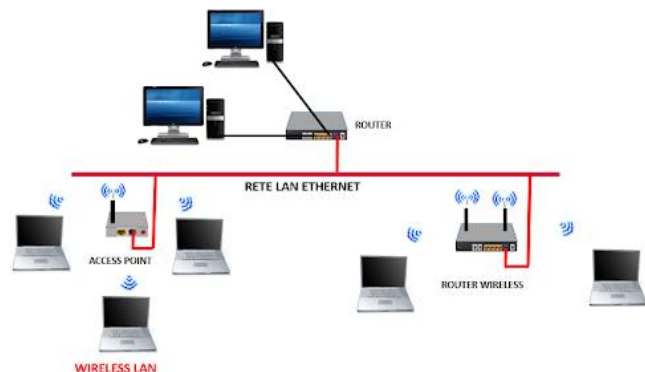 ROUTER
RETE LAN ETHERNET
ACCESS POINT
ROUTER WIRELESS
WIRELESS LAN